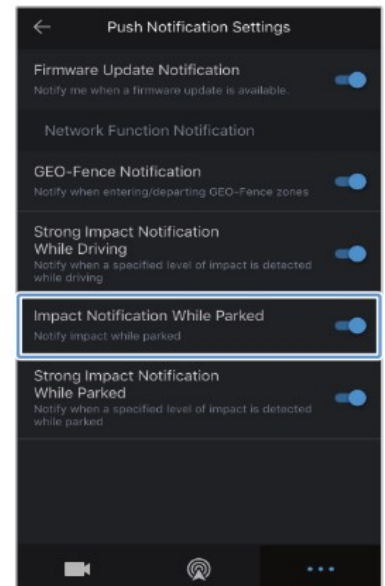 Push Notification Settings
Firmware Update Notification
Notify me when a firmware update is available.
Network Function Notification
GEO-Fence Notification
Notify when entering/departing GEO-Fence zones
Strong Impact Notification
While Driving
Notify when a specified level of impact is detected
while driving
Impact Notification While Parked
Notify impact while parked
Strong Impact Notification
While Parked
Notify when a specified level of impact is detected
while parked